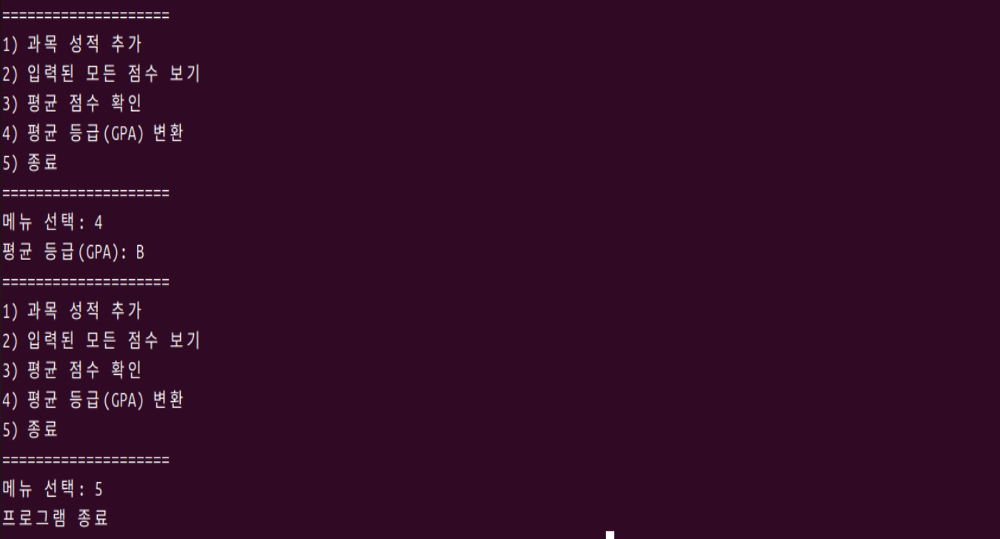 ====================
1) 과목 성적 추가
2) 입력된 모든 점수 보기
3) 평균 점수 확인
4) 평균 등급(GPA) 변환
5) 종료
====================
메뉴 선택: 4
평균 등급(GPA): B
====================
1) 과목 성적 추가
2) 입력된 모든 점수 보기
3) 평균 점수 확인
4) 평균 등급(GPA) 변환
5) 종료
====================
메뉴 선택: 5
프로그램 종료